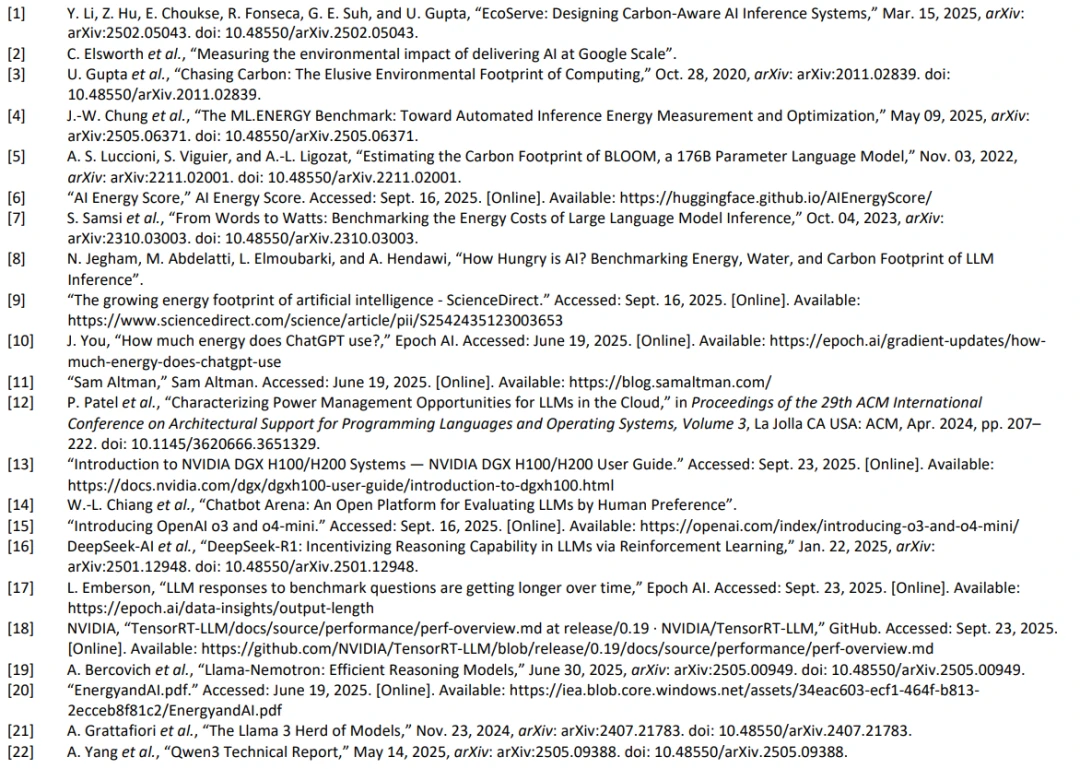 [1] Y. Li, Z. Hu, E. Choukse, R. Fonseca, G. E. Suh, and U. Gupta, “EcoServe: Designing Carbon-Aware AI Inference Systems,” Mar. 15, 2025, arXiv:
arXiv:2502.05043. doi: 10.48550/arXiv.2502.05043.
[2] C. Elsworth et al., “Measuring the environmental impact of delivering AI at Google Scale”.
[3] U. Gupta et al., “Chasing Carbon: The Elusive Environmental Footprint of Computing,” Oct. 28, 2020, arXiv: arXiv:2011.02839. doi:
10.48550/arXiv.2011.02839.
[4] J.-W. Chung et al., “The ML.ENERGY Benchmark: Toward Automated Inference Energy Measurement and Optimization,” May 09, 2025, arXiv:
arXiv:2505.06371. doi: 10.48550/arXiv.2505.06371.
[5] A. S. Luccioni, S. Viguier, and A.-L. Ligozat, “Estimating the Carbon Footprint of BLOOM, a 176B Parameter Language Model,” Nov. 03, 2022,
arXiv: arXiv:2211.02001. doi: 10.48550/arXiv.2211.02001.
[6] “AI Energy Score,” AI Energy Score. Accessed: Sept. 16, 2025. [Online]. Available: https://huggingface.github.io/AIEnergyScore/
[7] S. Samsi et al., “From Words to Watts: Benchmarking the Energy Costs of Large Language Model Inference,” Oct. 04, 2023, arXiv:
arXiv:2310.03003. doi: 10.48550/arXiv.2310.03003.
[8] N. Jegham, M. Abdelatti, L. Elmoubarki, and A. Hendawi, “How Hungry is AI? Benchmarking Energy, Water, and Carbon Footprint of LLM
Inference”.
[9] “The growing energy footprint of artificial intelligence - ScienceDirect.” Accessed: Sept. 16, 2025. [Online]. Available:
https://www.sciencedirect.com/science/article/pii/S2542435123003653
[10] J. You, “How much energy does ChatGPT use?,” Epoch AI. Accessed: June 19, 2025. [Online]. Available: https://epoch.ai/gradient-updates/how-
much-energy-does-chatgpt-use
[11] “Sam Altman,” Sam Altman. Accessed: June 19, 2025. [Online]. Available: https://blog.samaltman.com/
[12] P. Patel et al., “Characterizing Power Management Opportunities for LLMs in the Cloud,” in Proceedings of the 29th ACM International
Conference on Architectural Support for Programming Languages and Operating Systems, Volume 3, La Jolla CA USA: ACM, Apr. 2024, pp. 207–
222. doi: 10.1145/3620666.3651329.
[13] “Introduction to NVIDIA DGX H100/H200 Systems — NVIDIA DGX H100/H200 User Guide.” Accessed: Sept. 23, 2025. [Online]. Available:
https://docs.nvidia.com/dgx/dgxh100-user-guide/introduction-to-dgxh100.html
[14] W.-L. Chiang et al., “Chatbot Arena: An Open Platform for Evaluating LLMs by Human Preference”.
[15] “Introducing OpenAI o3 and o4-mini.” Accessed: Sept. 16, 2025. [Online]. Available: https://openai.com/index/introducing-o3-and-o4-mini/
[16] DeepSeek-AI et al., “DeepSeek-R1: Incentivizing Reasoning Capability in LLMs via Reinforcement Learning,” Jan. 22, 2025, arXiv:
arXiv:2501.12948. doi: 10.48550/arXiv.2501.12948.
[17] L. Emberson, “LLM responses to benchmark questions are getting longer over time,” Epoch AI. Accessed: Sept. 23, 2025. [Online]. Available:
https://epoch.ai/data-insights/output-length
[18] NVIDIA, “TensorRT-LLM/docs/source/performance/perf-overview.md at release/0.19 · NVIDIA/TensorRT-LLM,” GitHub. Accessed: Sept. 23, 2025.
[Online]. Available: https://github.com/NVIDIA/TensorRT-LLM/blob/release/0.19/docs/source/performance/perf-overview.md
[19] A. Bercovich et al., “Llama-Nemotron: Efficient Reasoning Models,” June 30, 2025, arXiv: arXiv:2505.00949. doi: 10.48550/arXiv.2505.00949.
[20] “EnergyandAI.pdf.” Accessed: June 19, 2025. [Online]. Available: https://iea.blob.core.windows.net/assets/34eac603-ecf1-464f-b813-
2ecceb8f81c2/EnergyandAI.pdf
[21] A. Grattafiori et al., “The Llama 3 Herd of Models,” Nov. 23, 2024, arXiv: arXiv:2407.21783. doi: 10.48550/arXiv.2407.21783.
[22] A. Yang et al., “Qwen3 Technical Report,” May 14, 2025, arXiv: arXiv:2505.09388. doi: 10.48550/arXiv.2505.09388.